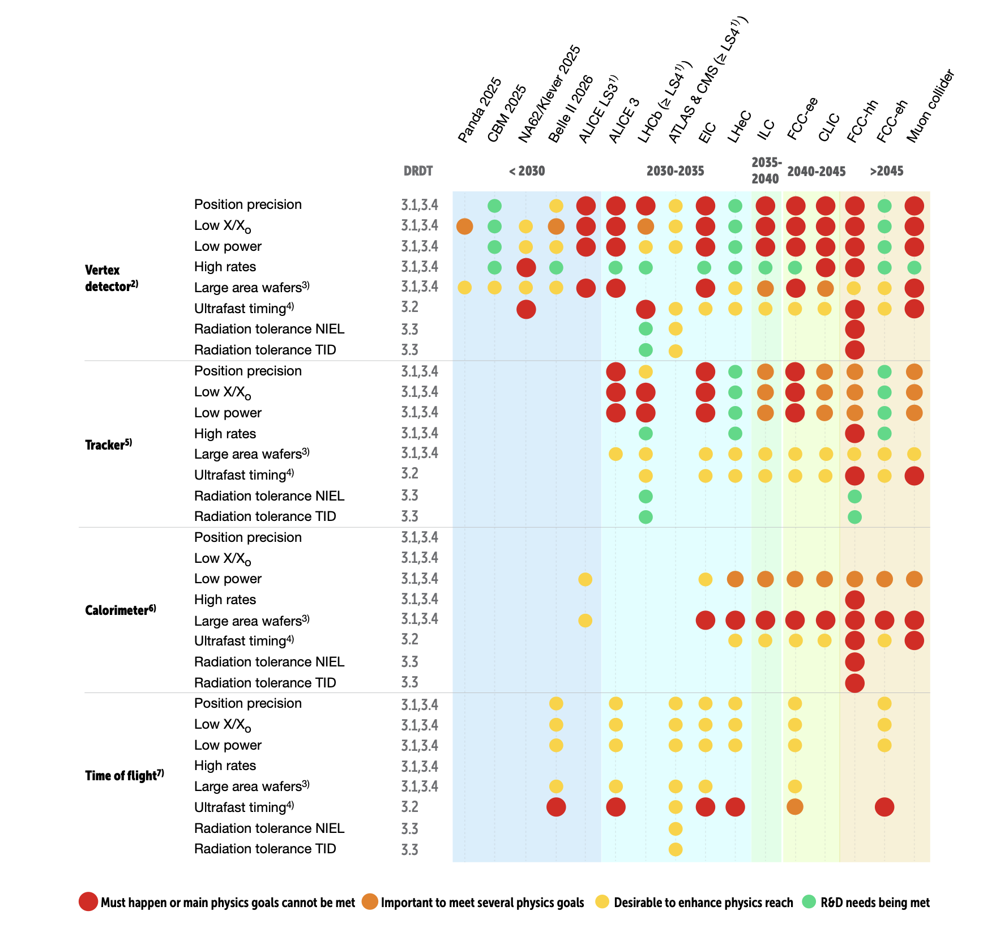 Panda 2025
CBM 2025
NA62/Klever 2025
Belle II 2026
ALICE LS3¹⁾
ALICE 3
LHCb (≥ LS4¹⁾)
ATLAS & CMS (≥ LS4¹⁾)
EIC
LHeC
ILC
FCC-ee
CLIC
FCC-hh
FCC-eh
Muon collider
DRDT
< 2030
2030-2035
2035-
2040
2040-2045
>2045
Vertex
detector²⁾
Position precision 3.1,3.4
Low X/Xₒ 3.1,3.4
Low power 3.1,3.4
High rates 3.1,3.4
Large area wafers³⁾ 3.1,3.4
Ultrafast timing⁴⁾ 3.2
Radiation tolerance NIEL 3.3
Radiation tolerance TID 3.3
Tracker⁵⁾
Position precision 3.1,3.4
Low X/Xₒ 3.1,3.4
Low power 3.1,3.4
High rates 3.1,3.4
Large area wafers³⁾ 3.1,3.4
Ultrafast timing⁴⁾ 3.2
Radiation tolerance NIEL 3.3
Radiation tolerance TID 3.3
Calorimeter⁶⁾
Position precision 3.1,3.4
Low X/Xₒ 3.1,3.4
Low power 3.1,3.4
High rates 3.1,3.4
Large area wafers³⁾ 3.1,3.4
Ultrafast timing⁴⁾ 3.2
Radiation tolerance NIEL 3.3
Radiation tolerance TID 3.3
Time of flight⁷⁾
Position precision 3.1,3.4
Low X/Xₒ 3.1,3.4
Low power 3.1,3.4
High rates 3.1,3.4
Large area wafers³⁾ 3.1,3.4
Ultrafast timing⁴⁾ 3.2
Radiation tolerance NIEL 3.3
Radiation tolerance TID 3.3
Must happen or main physics goals cannot be met
Important to meet several physics goals
Desirable to enhance physics reach
R&D needs being met